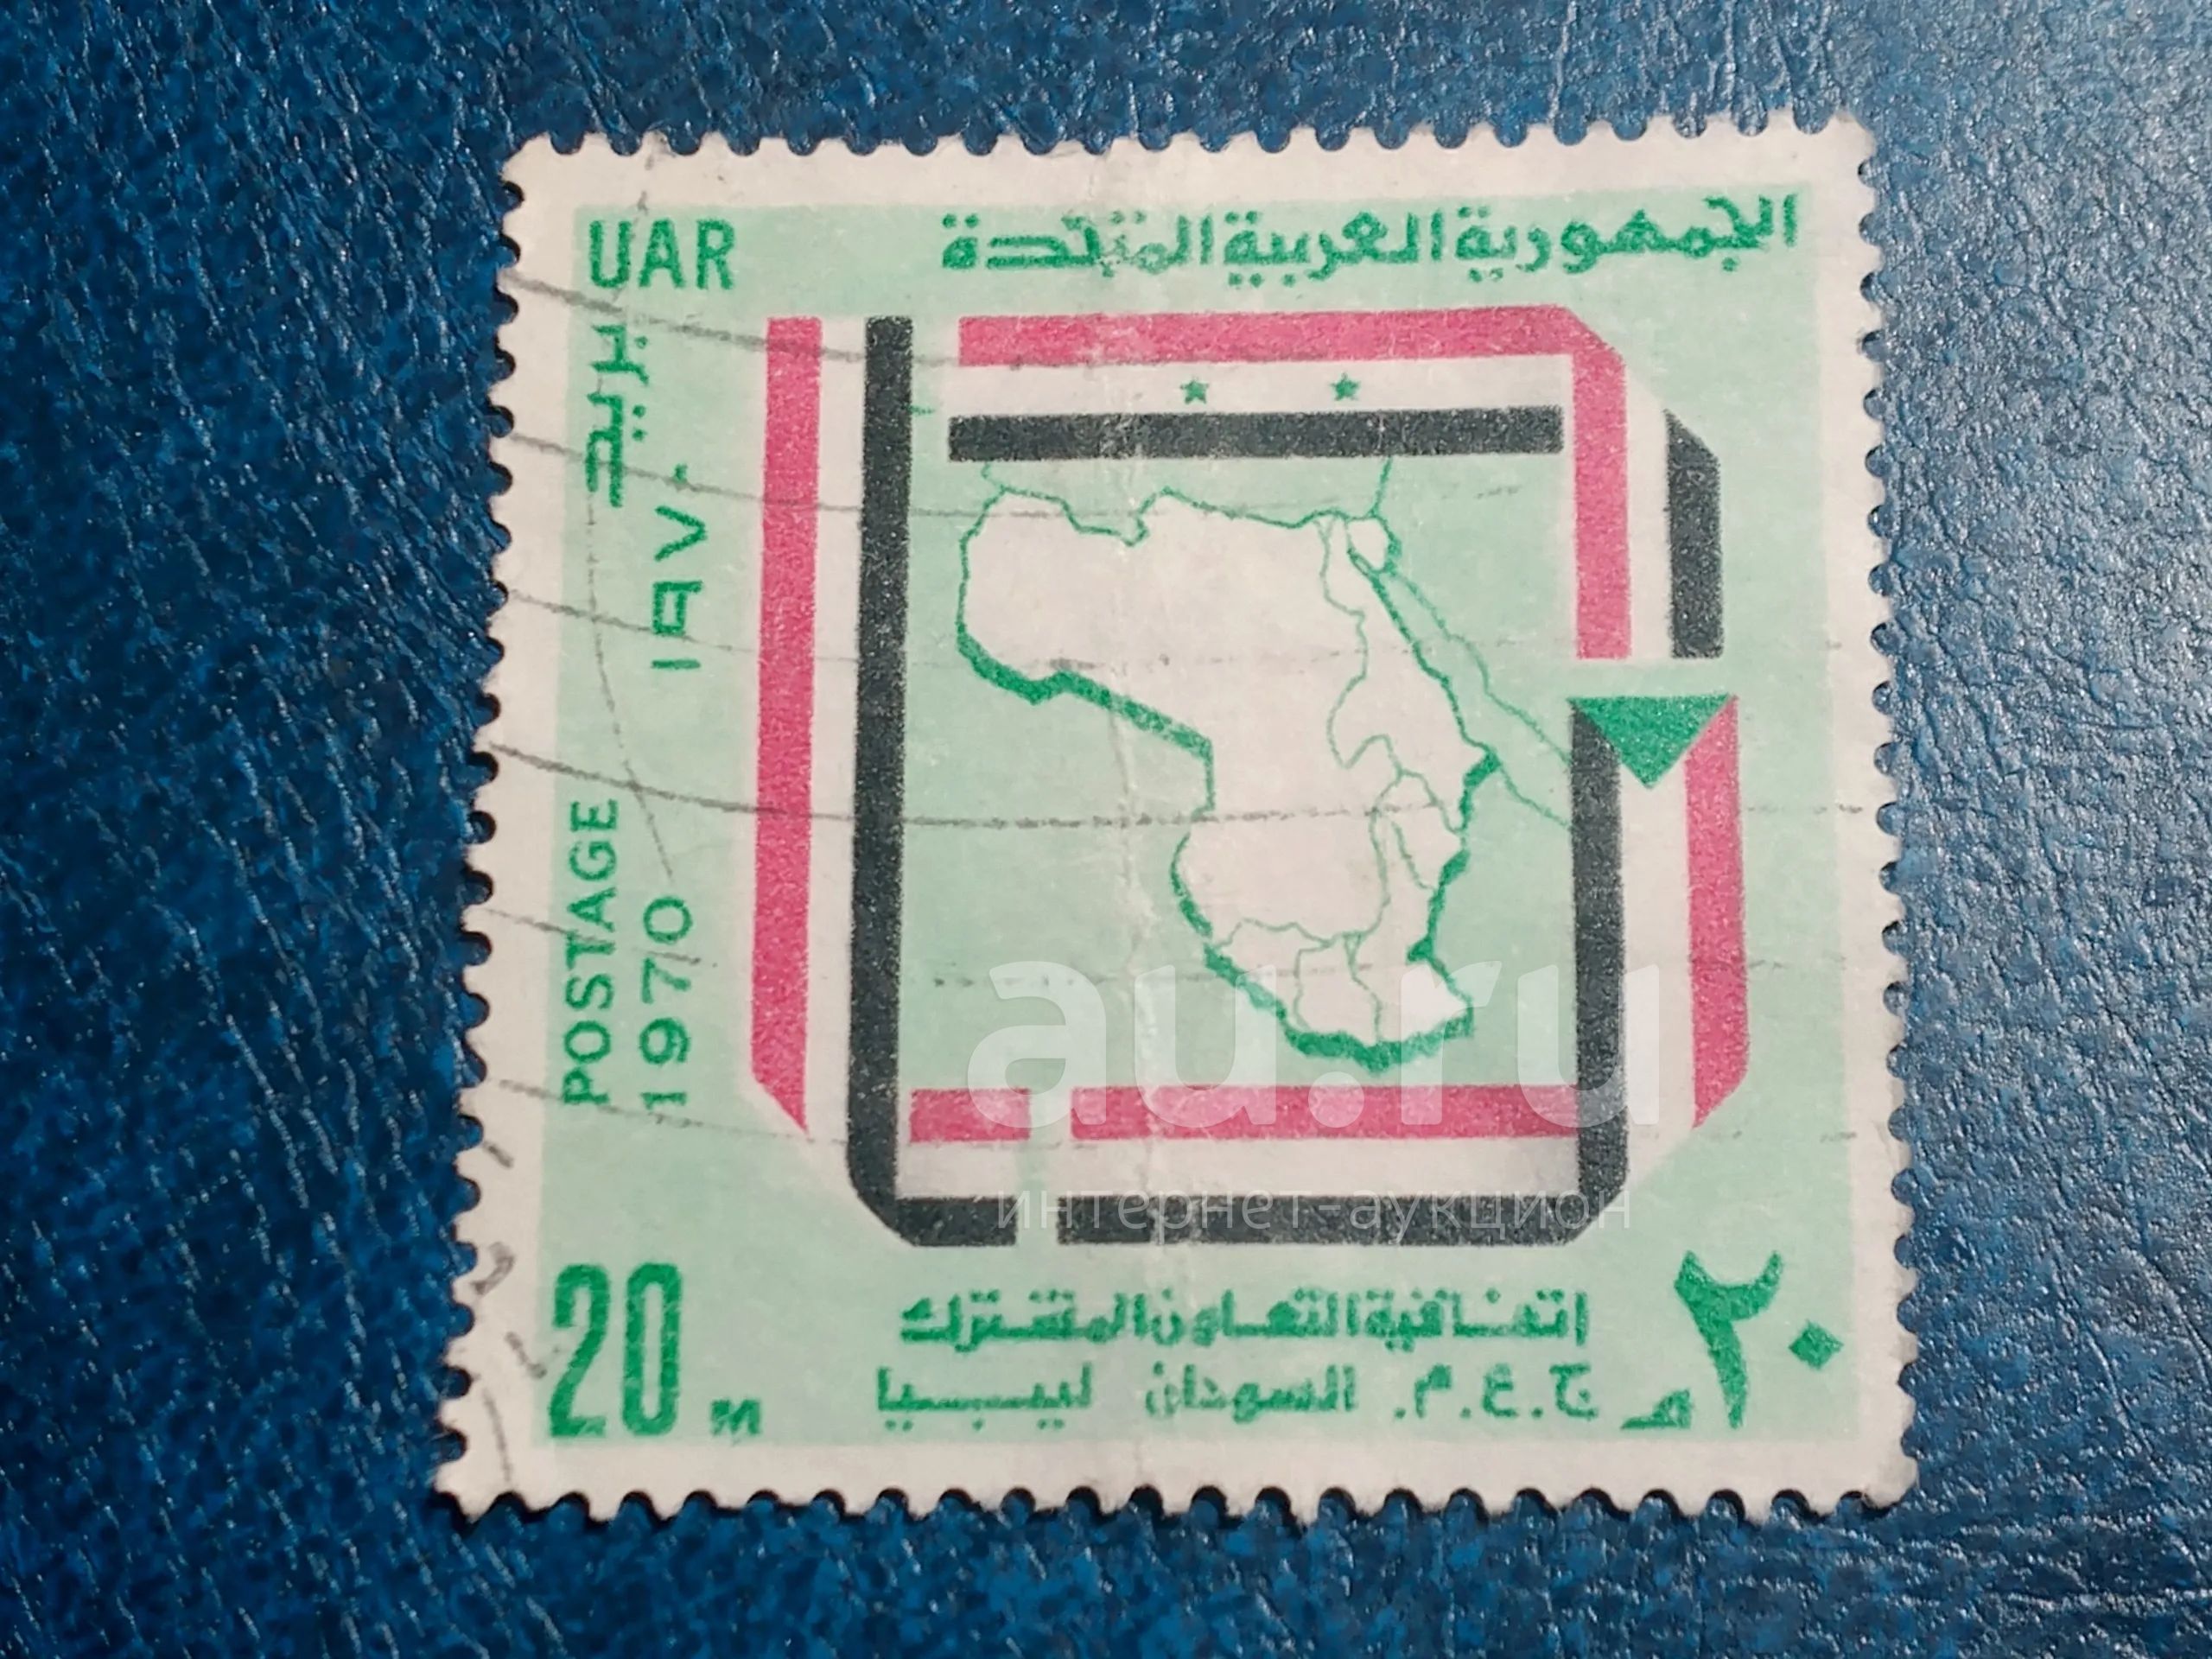 UAR
الجمهورية العربية المتحدة
بريد
١٩٧٠
POSTAGE
1970
au.ru
интернет-аукцион
20 M
اتفاقية التعاون المشترك
ج.ع.م. السودان ليبيا
٢٠ م